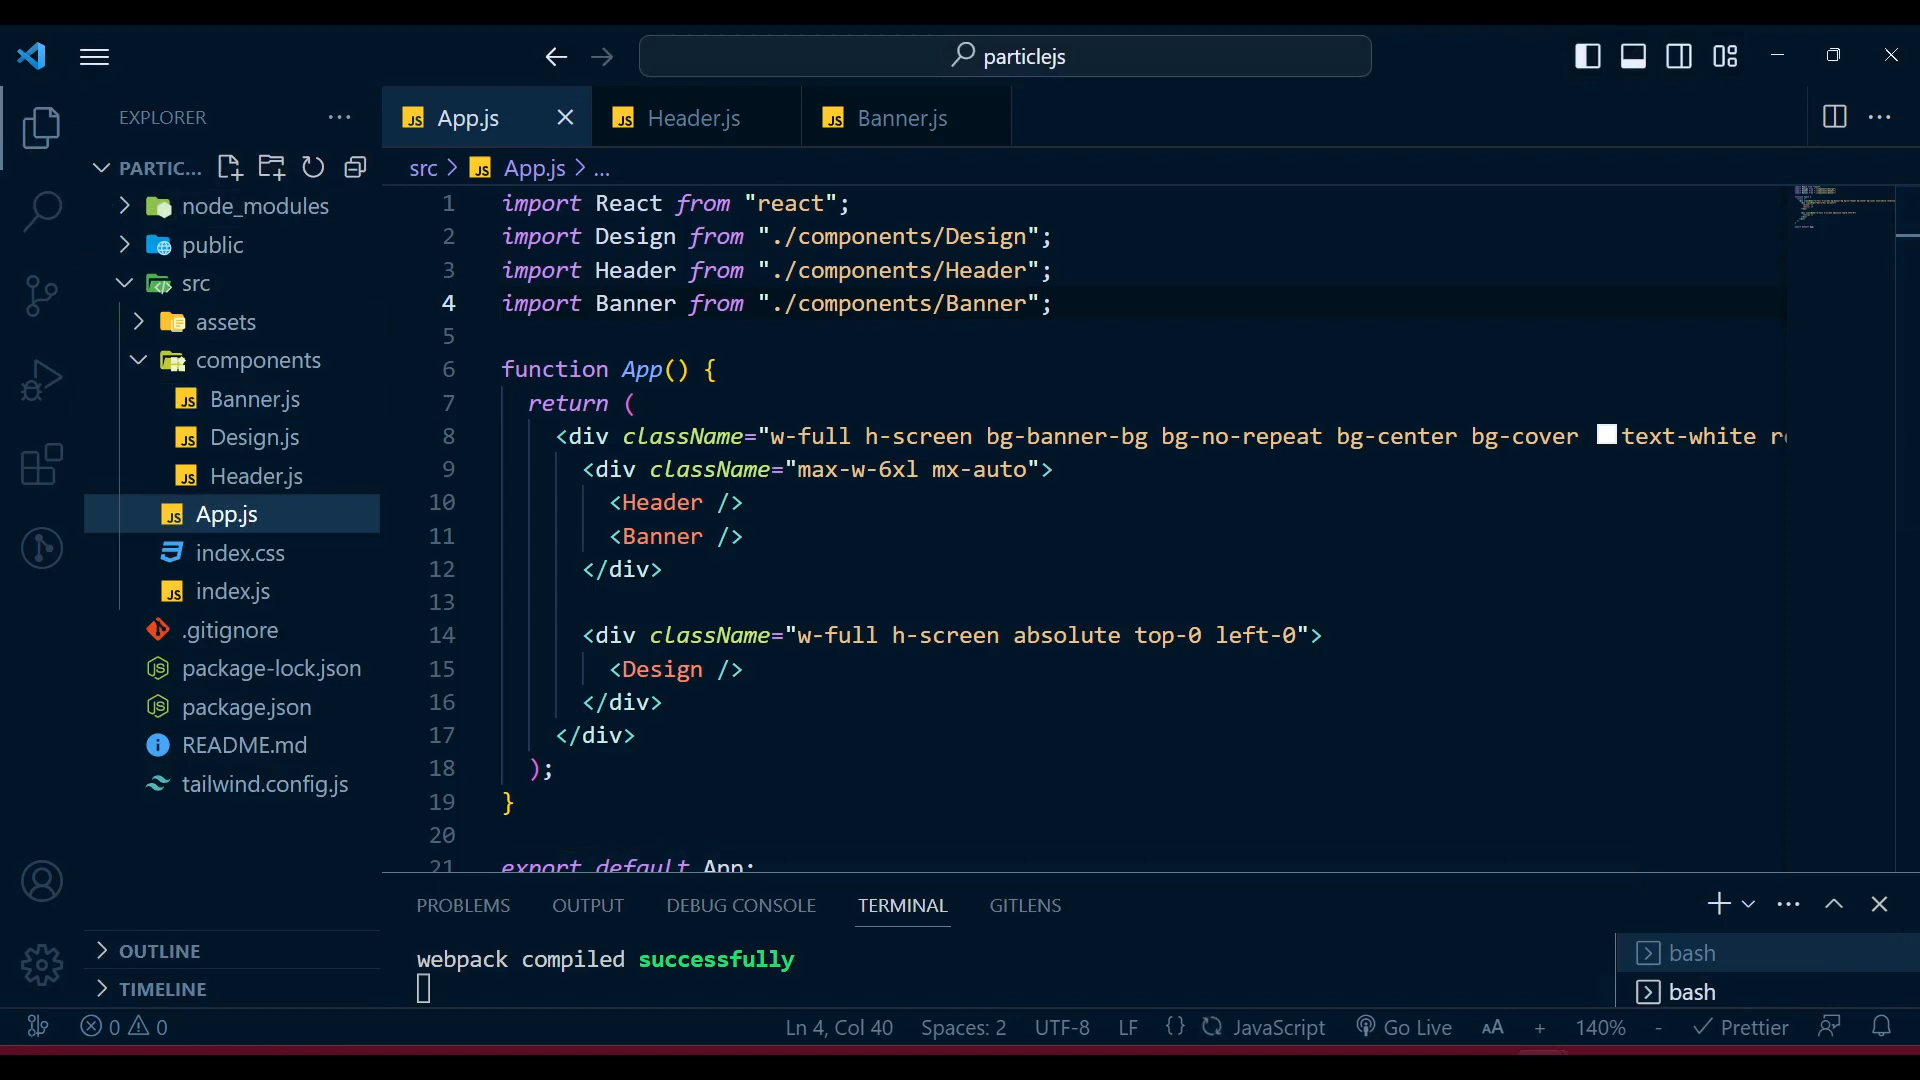 particlejs
EXPLORER
App.js
Header.js
Banner.js
PARTIC...
src > App.js > ...
node_modules
public
src
assets
components
Banner.js
Design.js
Header.js
App.js
index.css
index.js
.gitignore
package-lock.json
package.json
README.md
tailwind.config.js
OUTLINE
TIMELINE
1 import React from "react";
2 import Design from "./components/Design";
3 import Header from "./components/Header";
4 import Banner from "./components/Banner";
5
6 function App() {
7 return (
8 <div className="w-full h-screen bg-banner-bg bg-no-repeat bg-center bg-cover text-white re
9 <div className="max-w-6xl mx-auto">
10 <Header />
11 <Banner />
12 </div>
13
14 <div className="w-full h-screen absolute top-0 left-0">
15 <Design />
16 </div>
17 </div>
18 );
19 }
20
21 export default App;
PROBLEMS OUTPUT DEBUG CONSOLE TERMINAL GITLENS
webpack compiled successfully
bash
bash
0 0 Ln 4, Col 40 Spaces: 2 UTF-8 LF {} JavaScript Go Live AA + 140% - Prettier